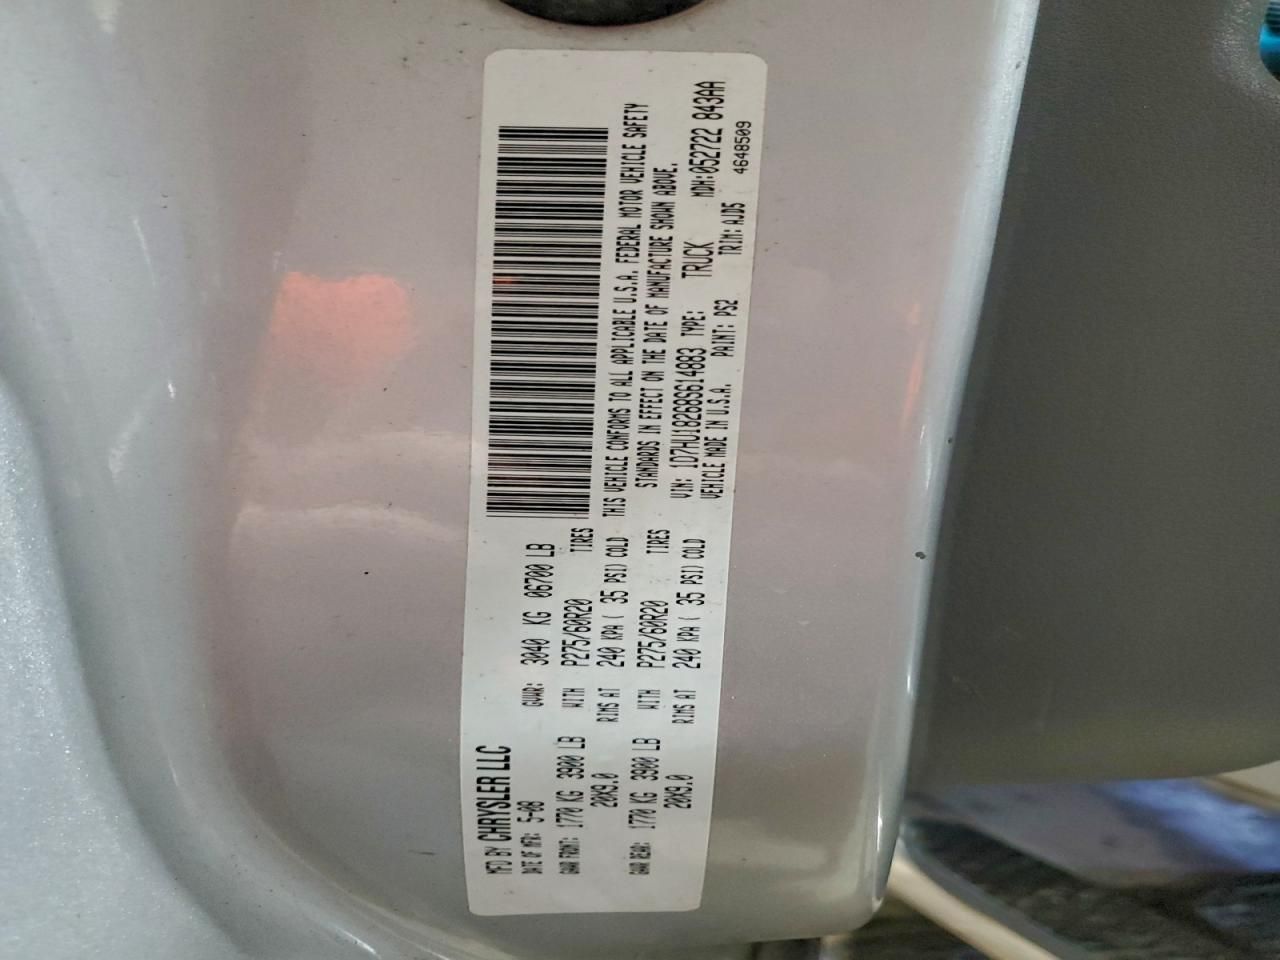 MFD BY CHRYSLER LLC
DATE OF MFR: 5-08 GVWR: 3040 KG 06700 LB
GAWR FRONT: 1770 KG 3900 LB WITH P275/60R20 TIRES
20X9.0 RIMS AT 240 KPA ( 35 PSI) COLD
GAWR REAR: 1770 KG 3900 LB WITH P275/60R20 TIRES
20X9.0 RIMS AT 240 KPA ( 35 PSI) COLD
THIS VEHICLE CONFORMS TO ALL APPLICABLE U.S.A. FEDERAL MOTOR VEHICLE SAFETY
STANDARDS IN EFFECT ON THE DATE OF MANUFACTURE SHOWN ABOVE.
VIN: 1D7HU18268S614883 TYPE: TRUCK MDH: 052722 843AA
VEHICLE MADE IN U.S.A. PAINT: PS2 TRIM: AJD5 4648509